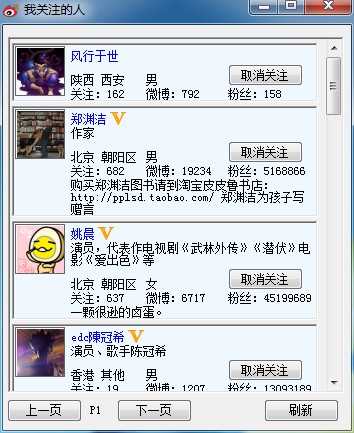 我关注的人
风行于世
取消关注
陕西 西安 男
关注: 162 微博: 792 粉丝: 158
郑渊洁
作家
取消关注
北京 朝阳区 男
关注: 682 微博: 19234 粉丝: 5168866
购买郑渊洁图书请到淘宝皮皮鲁书店:
http://pplsd.taobao.com/ 郑渊洁为孩子写
赠言
姚晨
演员，代表作电视剧《武林外传》《潜伏》电
影《爱出色》等
取消关注
北京 朝阳区 女
关注: 637 微博: 6717 粉丝: 45199689
一颗很逊的卤蛋。
edc陳冠希
演员、歌手陈冠希
取消关注
香港 其他 男
关注: 19 微博: 1207 粉丝: 13093189
上一页 P1 下一页 刷新